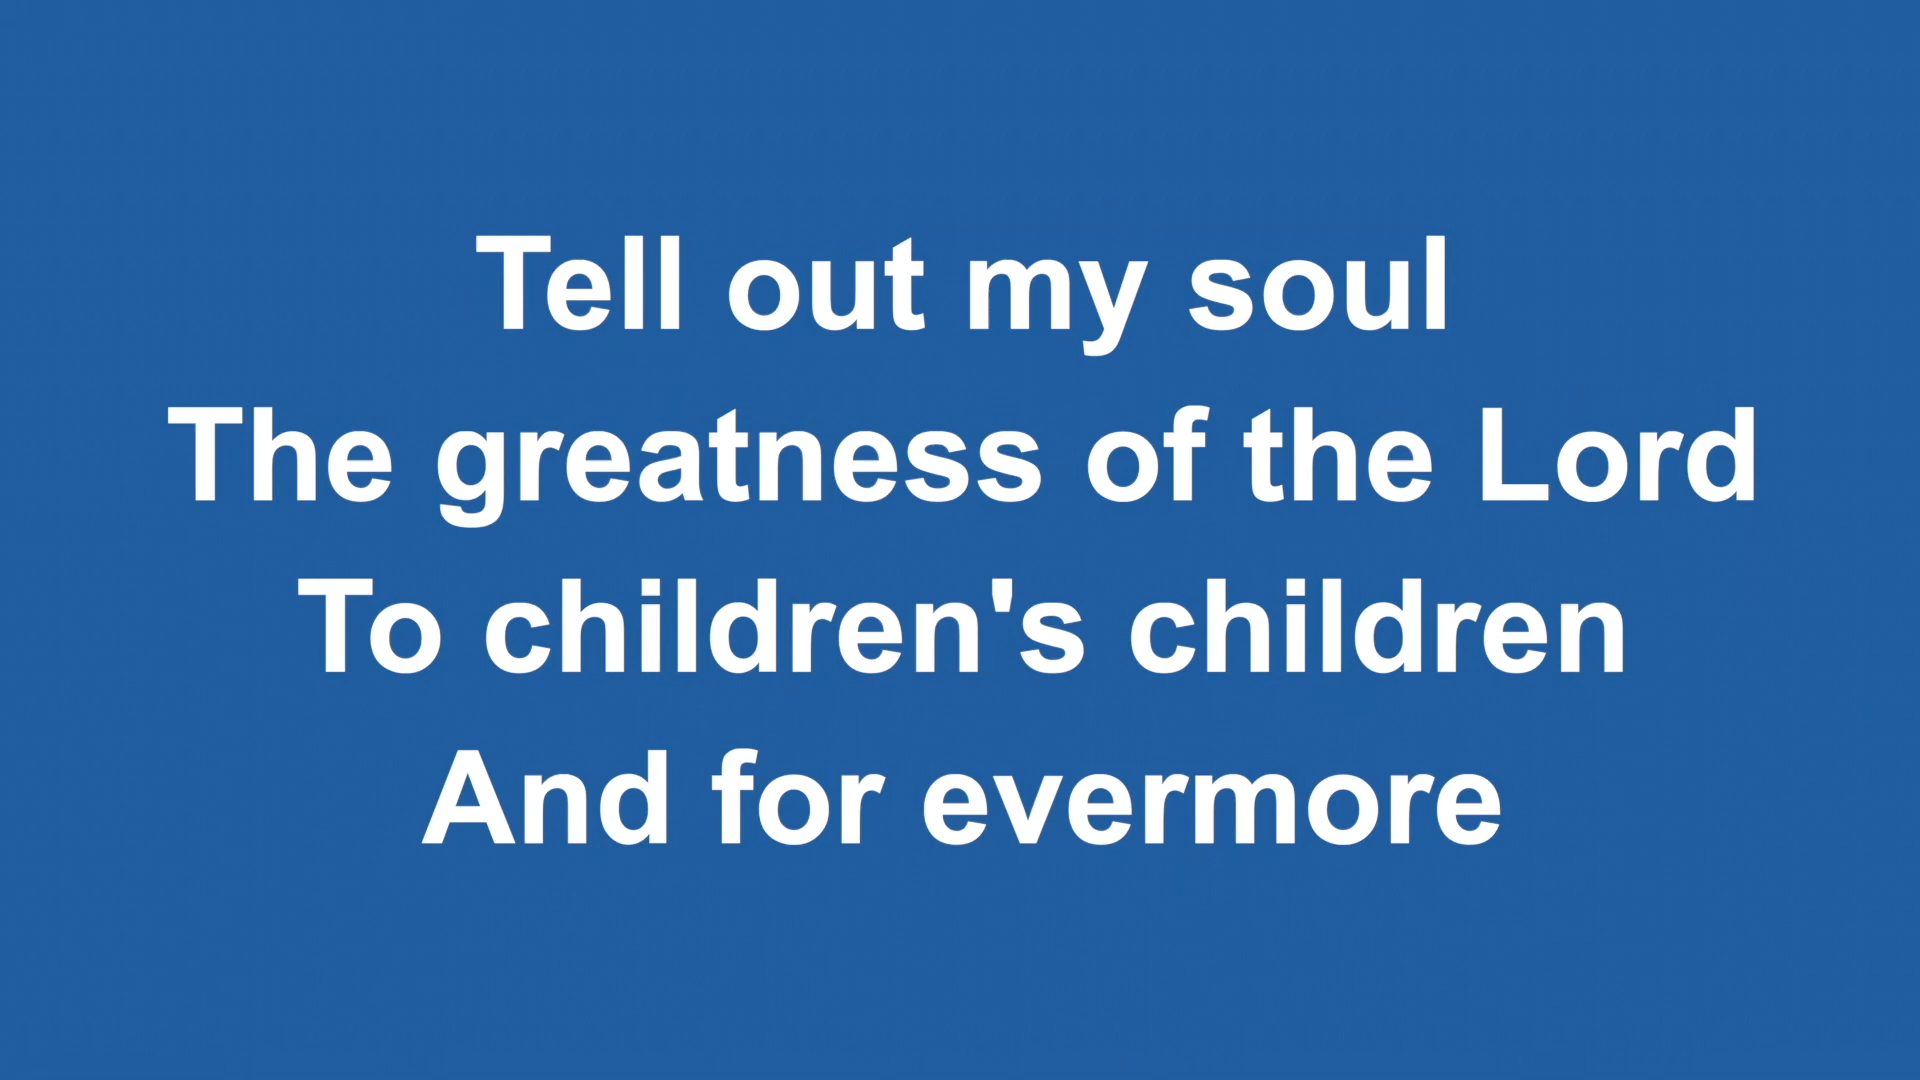 Tell out my soul
The greatness of the Lord
To children's children
And for evermore